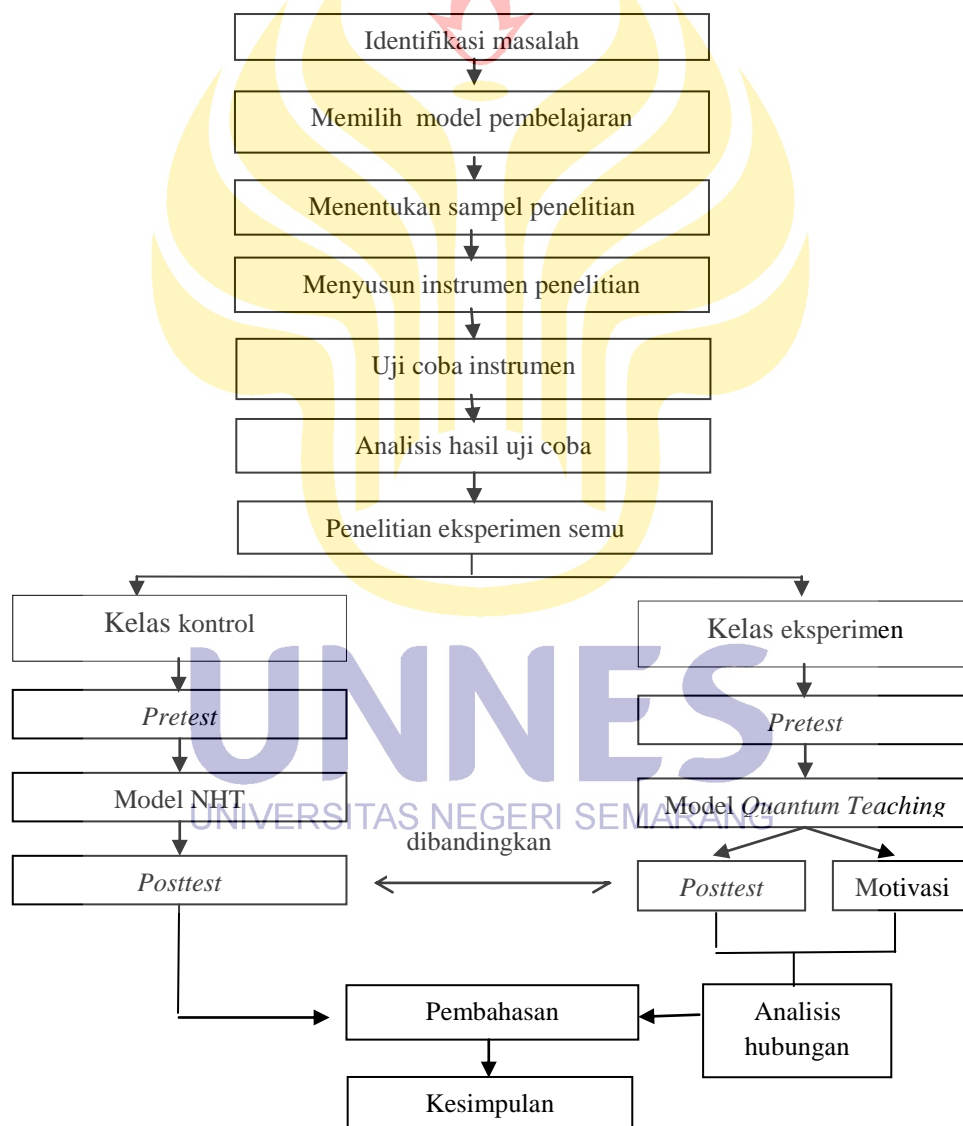 Identifikasi masalah
Memilih model pembelajaran
Menentukan sampel penelitian
Menyusun instrumen penelitian
Uji coba instrumen
Analisis hasil uji coba
Penelitian eksperimen semu
Kelas kontrol
Kelas eksperimen
Pretest
Pretest
Model NHT
Model Quantum Teaching
UNNES
UNIVERSITAS NEGERI SEMARANG
dibandingkan
Posttest
Posttest
Motivasi
Pembahasan
Analisis
hubungan
Kesimpulan